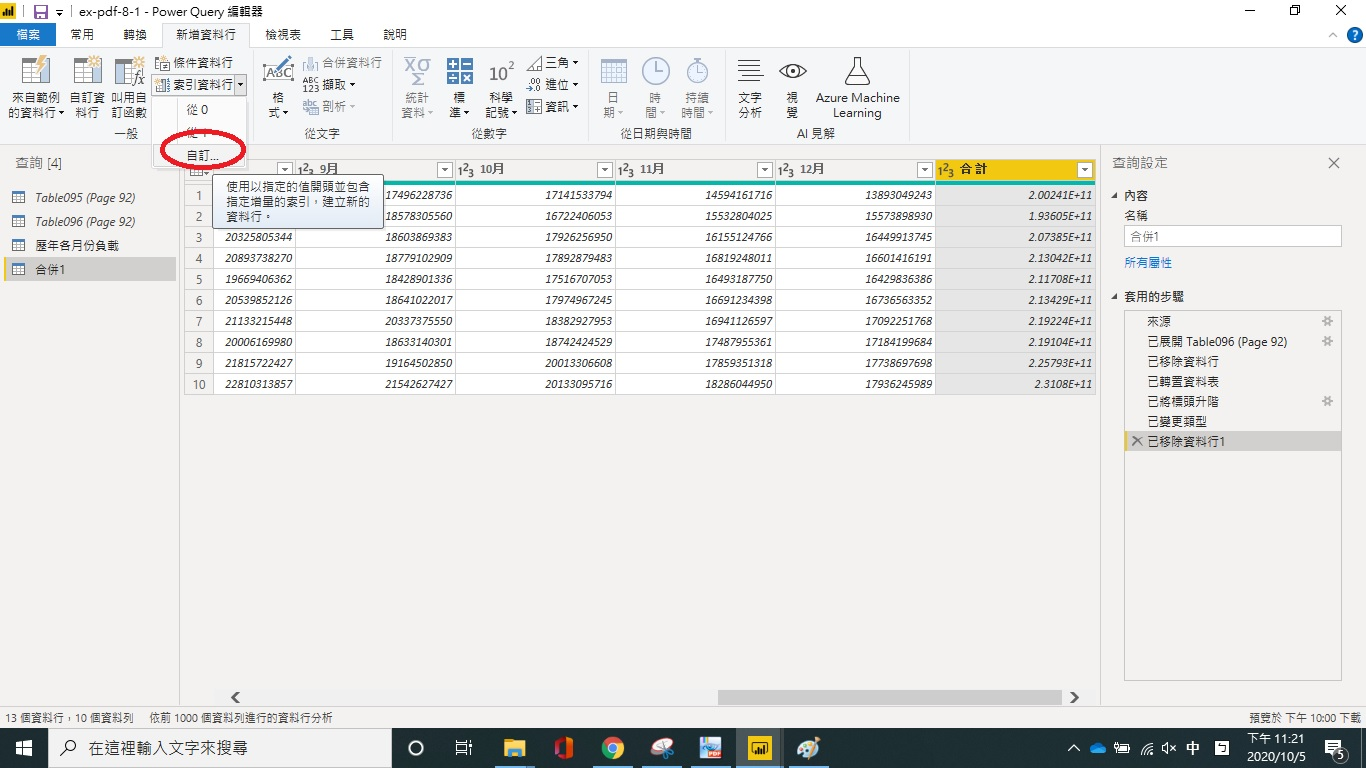 ex-pdf-8-1 - Power Query 編輯器
檔案 常用 轉換 新增資料行 檢視表 工具 說明
來自範例的資料行
自訂資料行
叫用自訂函數
條件資料行
索引資料行
從 0
自訂...
一般
格式
合併資料行
擷取
剖析
從文字
統計資料
標準
科學記號
三角
進位
資訊
從數字
日期
時間
持續時間
從日期與時間
文字分析
視覺
Azure Machine Learning
AI 見解
使用以指定的值開頭並包含
指定增量的索引，建立新的
資料行。
查詢 [4]
Table095 (Page 92)
Table096 (Page 92)
歷年各月份負載
合併1
9月 10月 11月 12月 合計
1 17496228736 17141533794 14594161716 13893049243 2.00241E+11
2 18578305560 16722406053 15532804025 15573898930 1.93605E+11
3 20325805344 18603869383 17926256950 16155124766 16449913745 2.07385E+11
4 20893738270 18779102909 17892879483 16819248011 16601416191 2.13042E+11
5 19669406362 18428901336 17516707053 16493187750 16429836386 2.11708E+11
6 20539852126 18641022017 17974967245 16691234398 16736563352 2.13429E+11
7 21133215448 20337375550 18382927953 16941126597 17092251768 2.19224E+11
8 20006169980 18633140301 18742424529 17487955361 17184199684 2.19104E+11
9 21815722427 19164502850 20013306608 17859351318 17738697698 2.25793E+11
10 22810313857 21542627427 20133095716 18286044950 17936245989 2.3108E+11
查詢設定
內容
名稱
合併1
所有屬性
套用的步驟
來源
已展開 Table096 (Page 92)
已移除資料行
已轉置資料表
已將標頭升階
已變更類型
已移除資料行1
13 個資料行，10 個資料列 依前 1000 個資料列進行的資料行分析
預覽於 下午 10:00 下載
在這裡輸入文字來搜尋
中
下午 11:21
2020/10/5
5